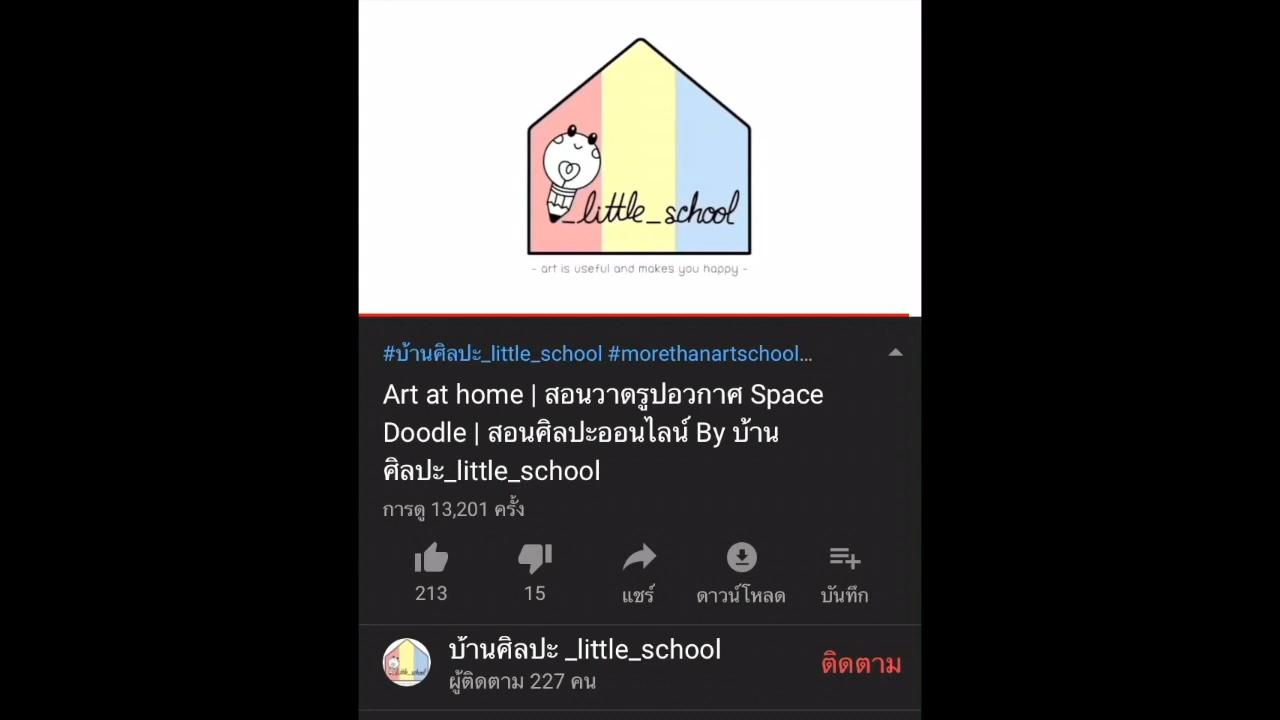 _little_school
- art is useful and makes you happy -
#บ้านศิลปะ_little_school #morethanartschool...
Art at home | สอนวาดรูปอวกาศ Space
Doodle | สอนศิลปะออนไลน์ By บ้าน
ศิลปะ_little_school
การดู 13,201 ครั้ง
213
15
แชร์
ดาวน์โหลด
บันทึก
บ้านศิลปะ _little_school
ผู้ติดตาม 227 คน
ติดตาม